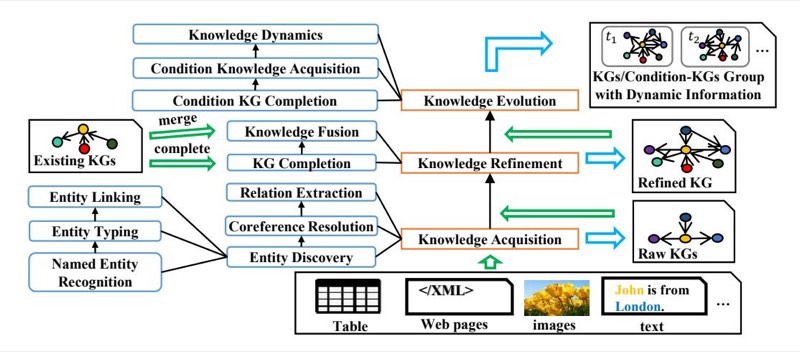 Knowledge Dynamics
Condition Knowledge Acquisition
Condition KG Completion
Knowledge Evolution
t1
t2
...
KGs/Condition-KGs Group
with Dynamic Information
Existing KGs
merge
complete
Knowledge Fusion
KG Completion
Knowledge Refinement
Refined KG
Entity Linking
Entity Typing
Named Entity
Recognition
Relation Extraction
Coreference Resolution
Entity Discovery
Knowledge Acquisition
Raw KGs
Table
</XML>
Web pages
images
John is from
London.
text
...